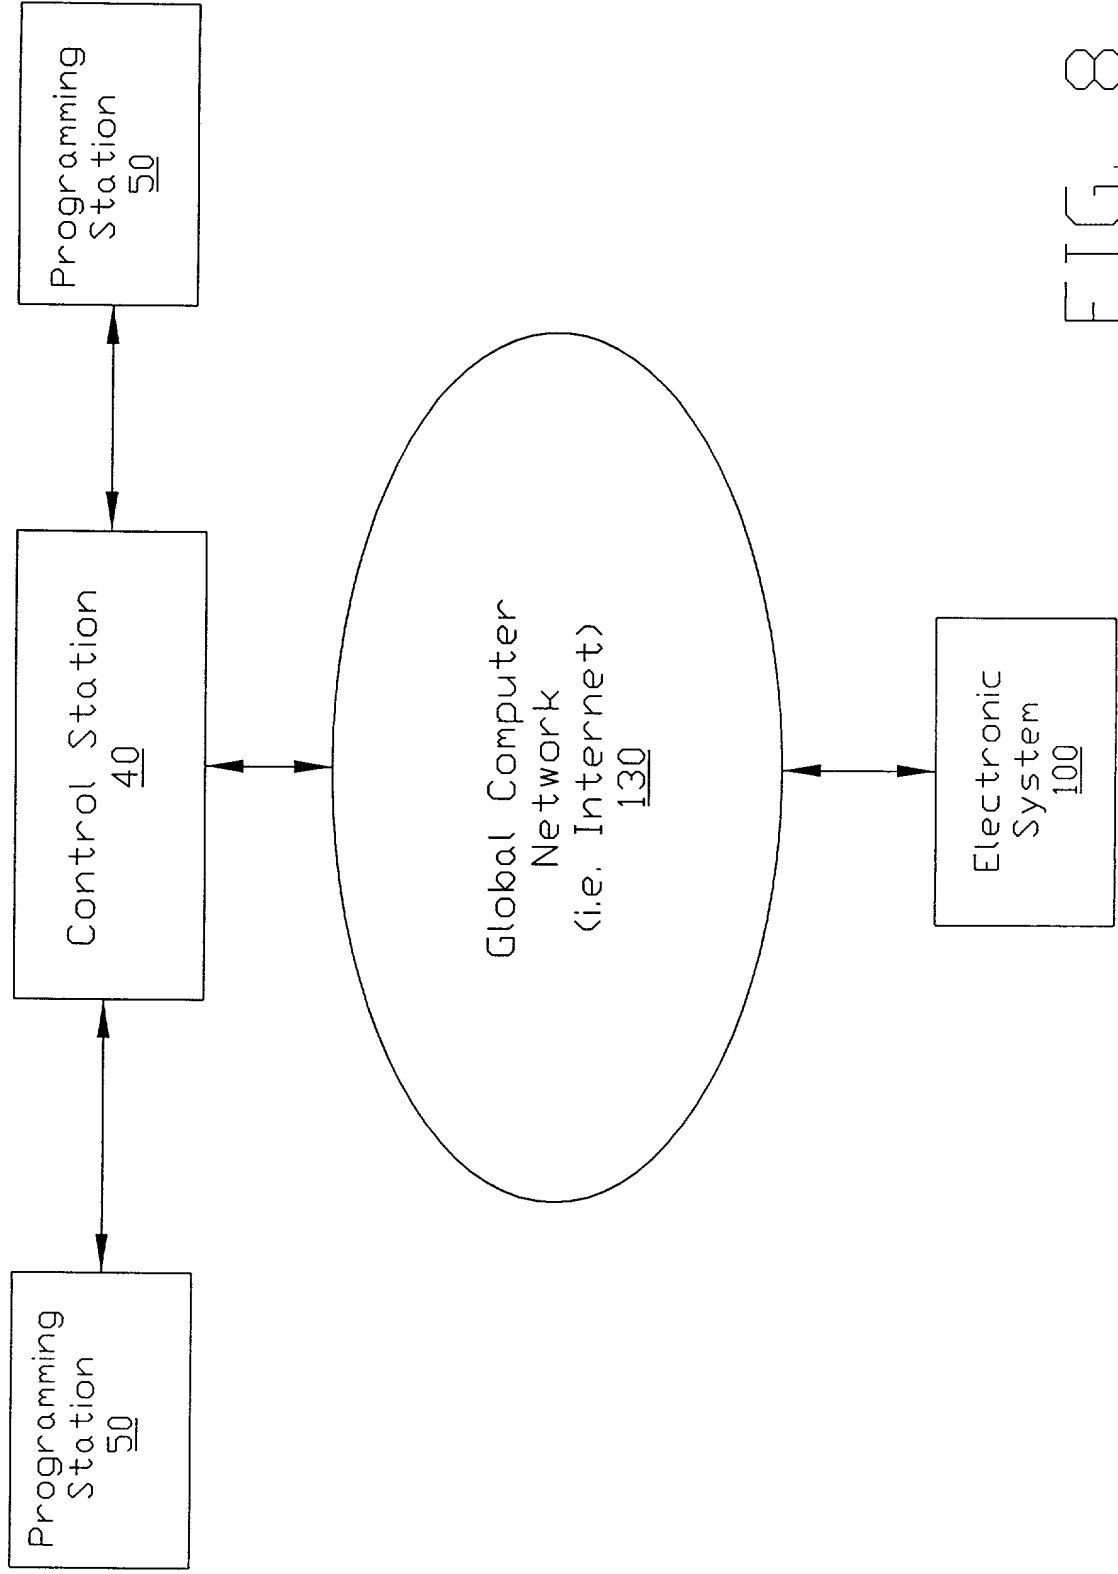 Programming
Station
50
Control Station
40
Programming
Station
50
Global Computer
Network
(i.e. Internet)
130
Electronic
System
100
FIG. 8